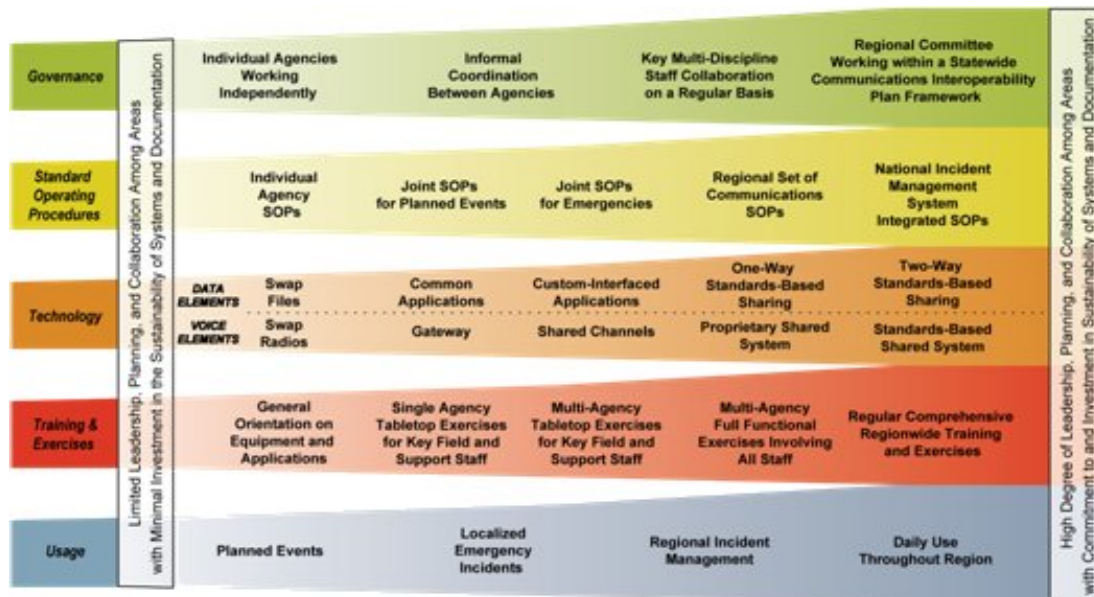 Governance
Individual Agencies
Working
Independently
Informal
Coordination
Between Agencies
Key Multi-Discipline
Staff Collaboration
on a Regular Basis
Regional Committee
Working within a Statewide
Communications Interoperability
Plan Framework
Standard
Operating
Procedures
Individual
Agency
SOPs
Joint SOPs
for Planned Events
Joint SOPs
for Emergencies
Regional Set of
Communications
SOPs
National Incident
Management
System
Integrated SOPs
Technology
DATA
ELEMENTS
Swap
Files
Common
Applications
Custom-Interfaced
Applications
One-Way
Standards-Based
Sharing
Two-Way
Standards-Based
Sharing
VOICE
ELEMENTS
Swap
Radios
Gateway
Shared Channels
Proprietary Shared
System
Standards-Based
Shared System
Training &
Exercises
General
Orientation on
Equipment and
Applications
Single Agency
Tabletop Exercises
for Key Field and
Support Staff
Multi-Agency
Tabletop Exercises
for Key Field and
Support Staff
Multi-Agency
Full Functional
Exercises Involving
All Staff
Regular Comprehensive
Regionwide Training
and Exercises
Usage
Planned Events
Localized
Emergency
Incidents
Regional Incident
Management
Daily Use
Throughout Region
Limited Leadership, Planning, and Collaboration Among Areas
with Minimal Investment in the Sustainability of Systems and Documentation
High Degree of Leadership, Planning, and Collaboration Among Areas
with Commitment to and Investment in Sustainability of Systems and Documentation